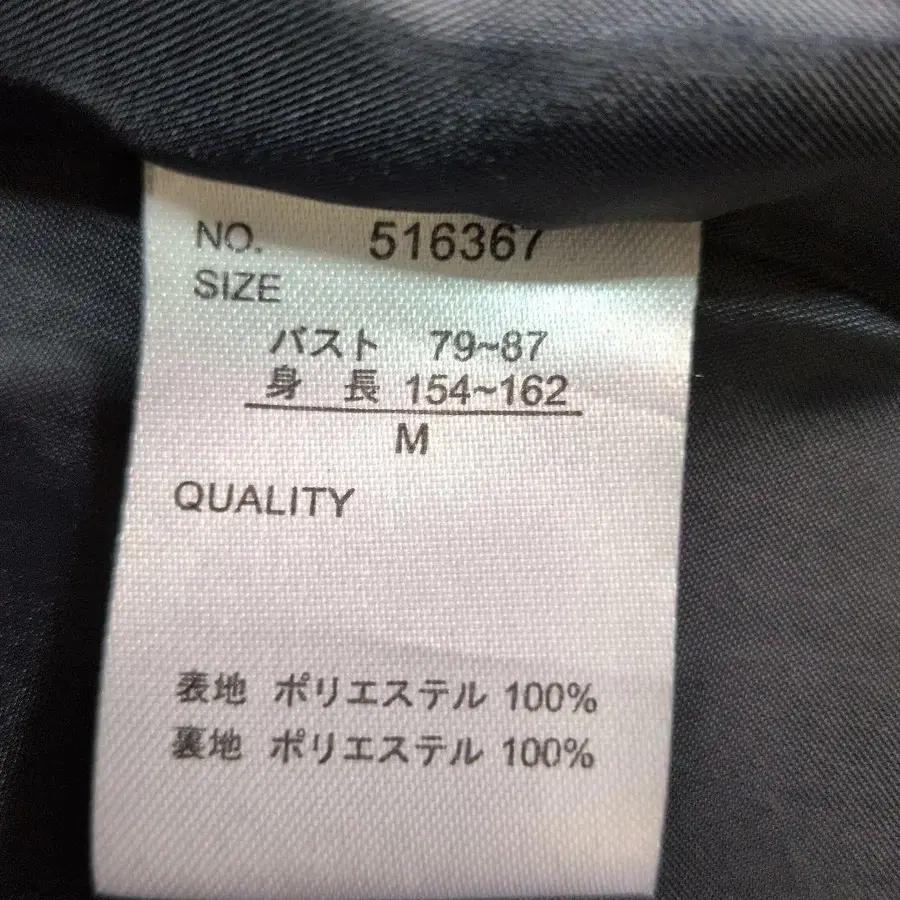 NO. 516367
SIZE
バスト 79~87
身 長 154~162
M
QUALITY
表地 ポリエステル 100%
裏地 ポリエステル 100%